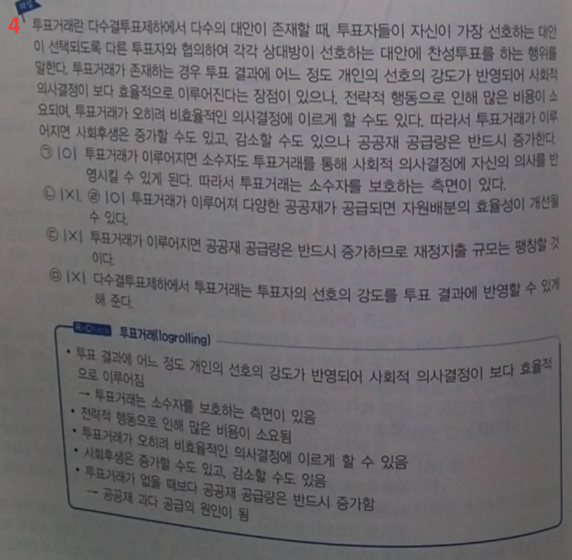 해설
4 투표거래란 다수결투표제하에서 다수의 대안이 존재할 때, 투표자들이 자신이 가장 선호하는 대안
이 선택되도록 다른 투표자와 협의하여 각각 상대방이 선호하는 대안에 찬성투표를 하는 행위를
말한다. 투표거래가 존재하는 경우 투표 결과에 어느 정도 개인의 선호의 강도가 반영되어 사회적
의사결정이 보다 효율적으로 이루어진다는 장점이 있으나, 전략적 행동으로 인해 많은 비용이 소
요되며, 투표거래가 오히려 비효율적인 의사결정에 이르게 할 수도 있다. 따라서 투표거래가 이루
어지면 사회후생은 증가할 수도 있고, 감소할 수도 있으나 공공재 공급량은 반드시 증가한다.
㉠ |O| 투표거래가 이루어지면 소수자도 투표거래를 통해 사회적 의사결정에 자신의 의사를 반
영시킬 수 있게 된다. 따라서 투표거래는 소수자를 보호하는 측면이 있다.
㉡ |X|, ㉣ |O| 투표거래가 이루어져 다양한 공공재가 공급되면 자원배분의 효율성이 개선될
수 있다.
㉢ |X| 투표거래가 이루어지면 공공재 공급량은 반드시 증가하므로 재정지출 규모는 팽창할 것
이다.
㉤ |X| 다수결투표제하에서 투표거래는 투표자의 선호의 강도를 투표 결과에 반영할 수 있게
해 준다.
Re-Check 투표거래(logrolling)
• 투표 결과에 어느 정도 개인의 선호의 강도가 반영되어 사회적 의사결정이 보다 효율적
으로 이루어짐
→ 투표거래는 소수자를 보호하는 측면이 있음
• 전략적 행동으로 인해 많은 비용이 소요됨
• 투표거래가 오히려 비효율적인 의사결정에 이르게 할 수 있음
• 사회후생은 증가할 수도 있고, 감소할 수도 있음
• 투표거래가 없을 때보다 공공재 공급량은 반드시 증가함
→ 공공재 과다 공급의 원인이 됨